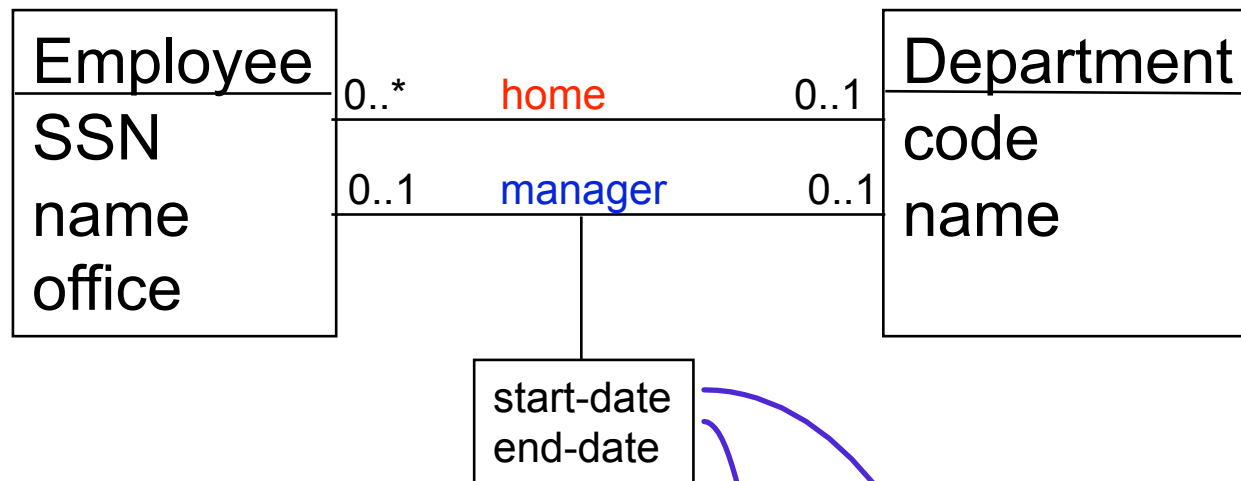 Employee
SSN
name
office
0..* home 0..1
0..1 manager 0..1
Department
code
name
start-date
end-date